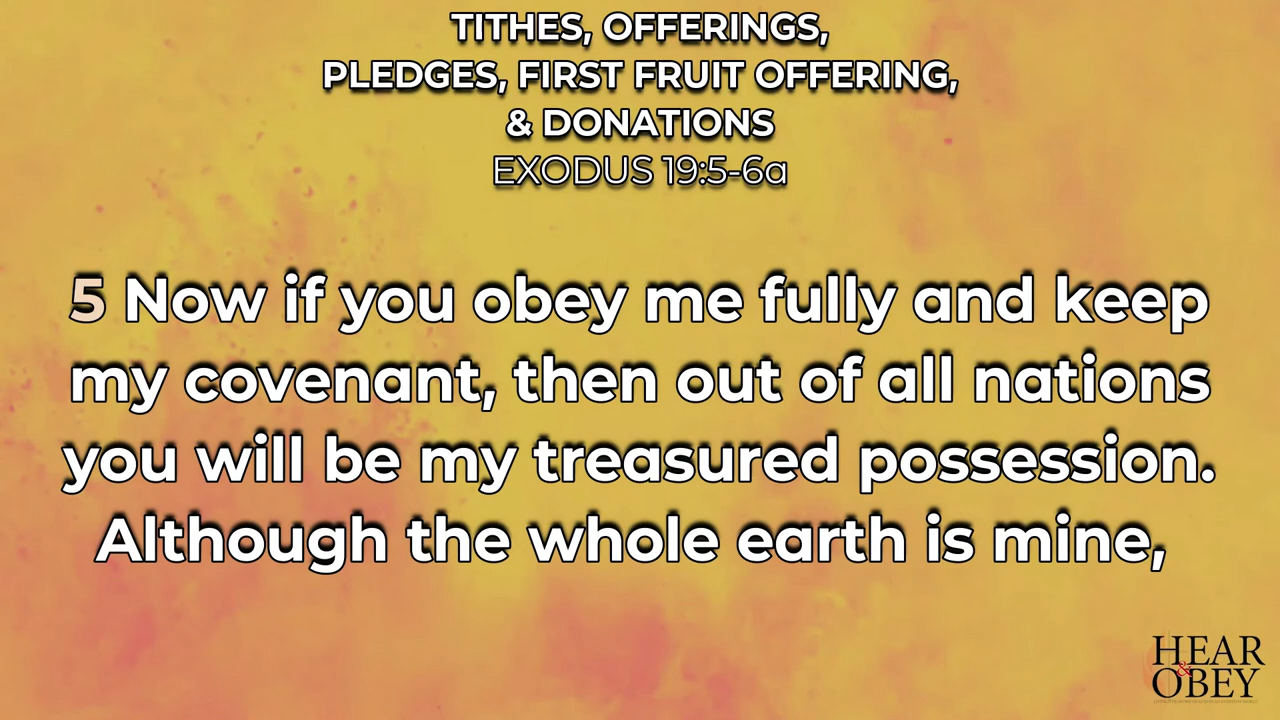 TITHES, OFFERINGS,
PLEDGES, FIRST FRUIT OFFERING,
& DONATIONS
EXODUS 19:5-6a
5 Now if you obey me fully and keep
my covenant, then out of all nations
you will be my treasured possession.
Although the whole earth is mine,
HEAR
&
OBEY